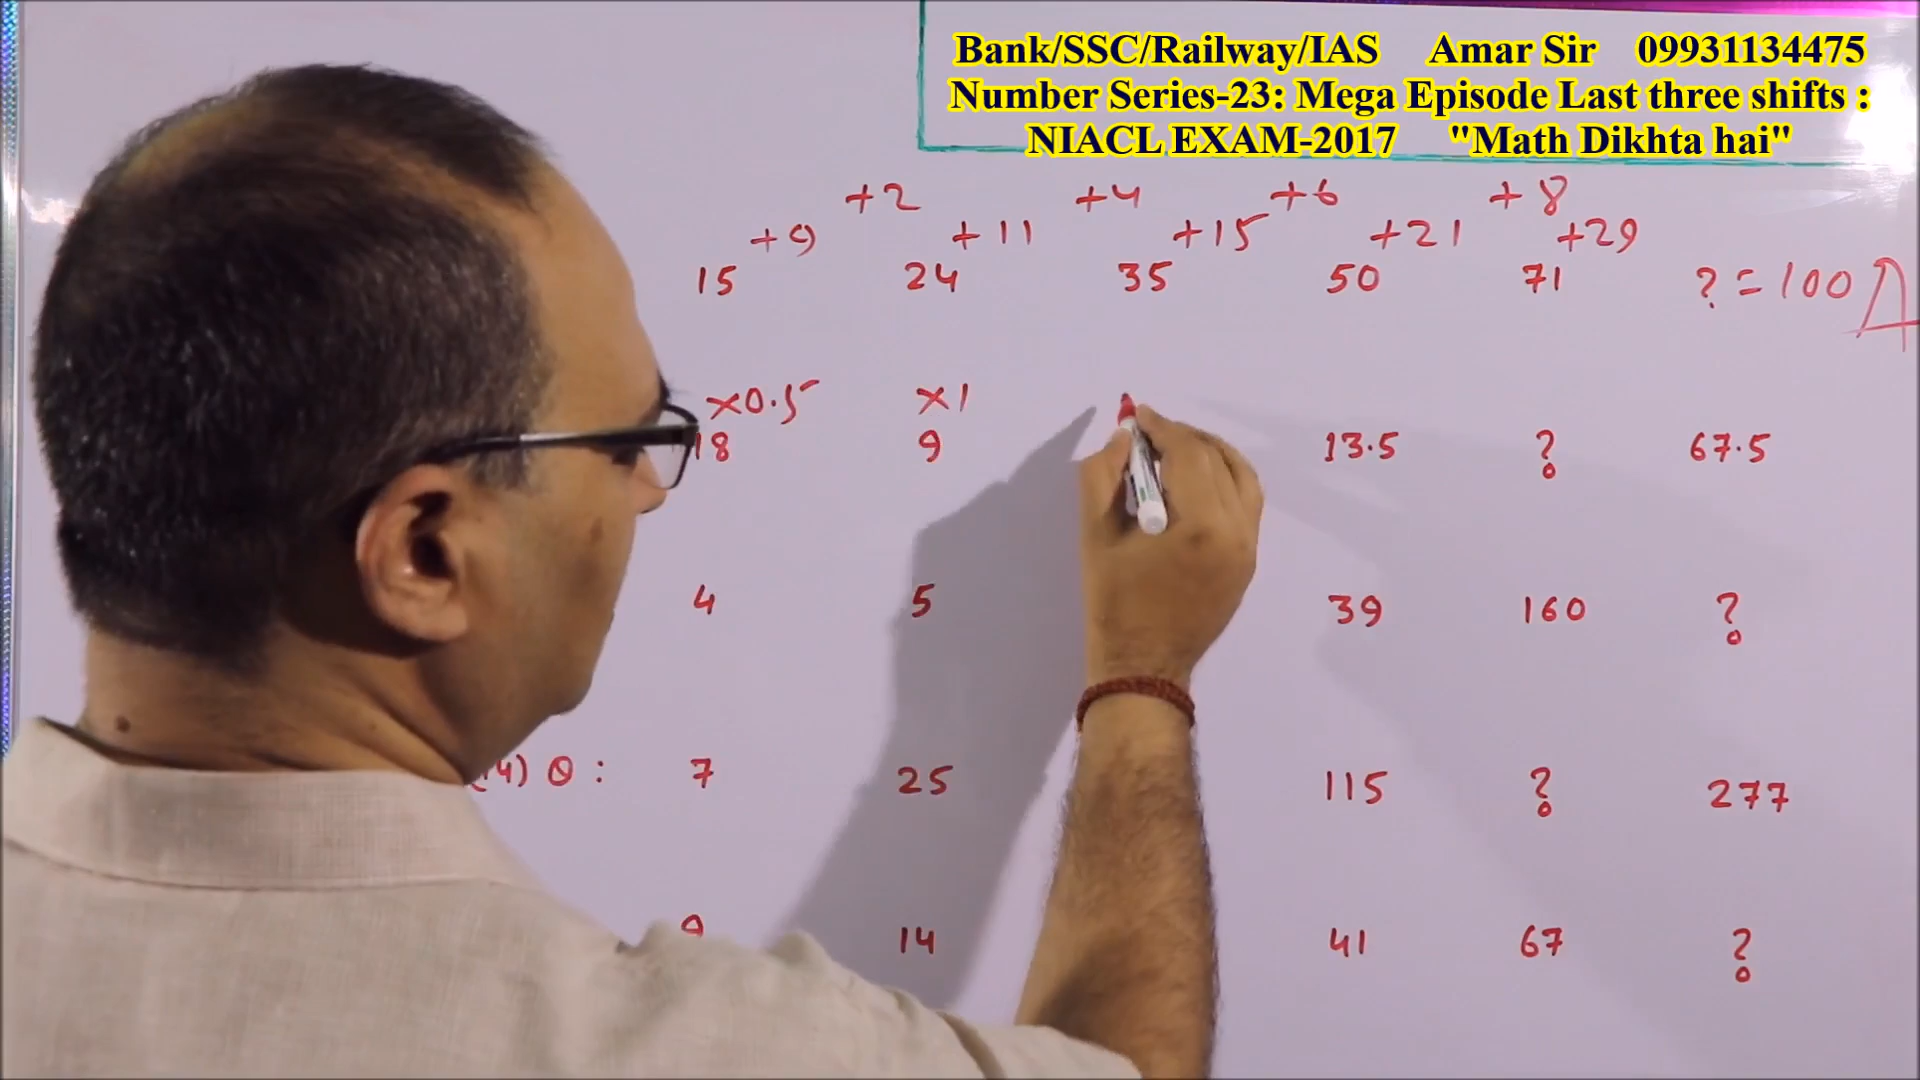 Bank/SSC/Railway/IAS Amar Sir 09931134475
Number Series-23: Mega Episode Last three shifts :
NIACL EXAM-2017 "Math Dikhta hai"
+2 +4 +6 +8
+9 +11 +15 +21 +29
15 24 35 50 71 ? = 100 A
×0.5 ×1
18 9 13.5 ? 67.5
4 5 39 160 ?
(4) Q : 7 25 115 ? 277
14 41 67 ?